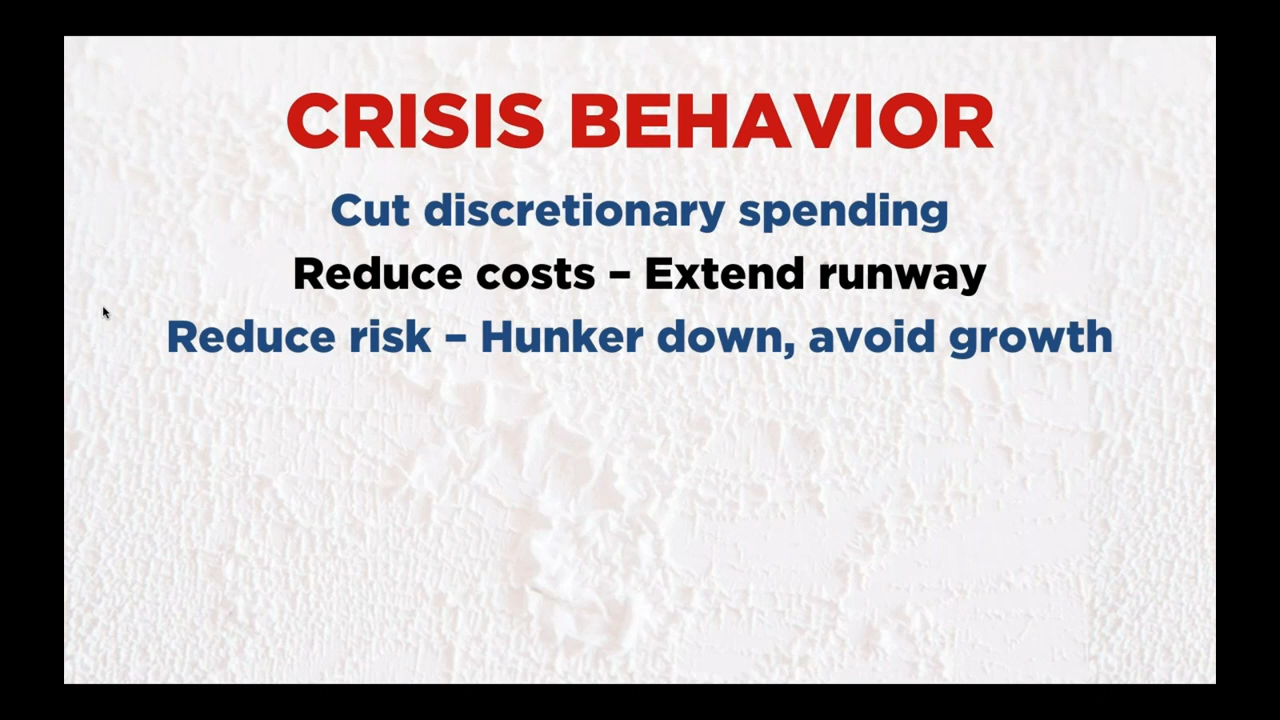 CRISIS BEHAVIOR
Cut discretionary spending
Reduce costs – Extend runway
Reduce risk – Hunker down, avoid growth